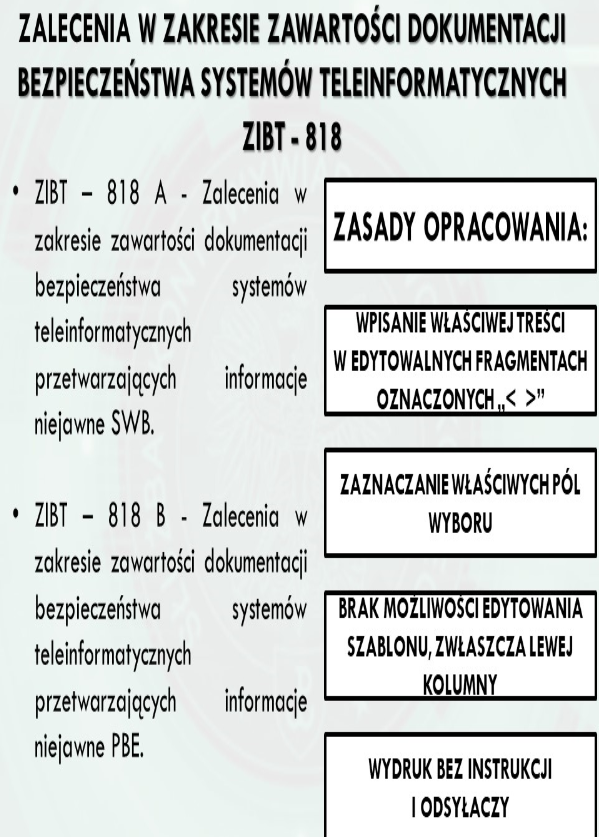 ZALECENIA W ZAKRESIE ZAWARTOŚCI DOKUMENTACJI
BEZPIECZEŃSTWA SYSTEMÓW TELEINFORMATYCZNYCH
ZIBT - 818
• ZIBT – 818 A - Zalecenia w
zakresie zawartości dokumentacji
bezpieczeństwa systemów
teleinformatycznych
przetwarzających informacje
niejawne SWB.
• ZIBT – 818 B - Zalecenia w
zakresie zawartości dokumentacji
bezpieczeństwa systemów
teleinformatycznych
przetwarzających informacje
niejawne PBE.
ZASADY OPRACOWANIA:
WPISANIE WŁAŚCIWEJ TREŚCI
W EDYTOWALNYCH FRAGMENTACH
OZNACZONYCH „< >”
ZAZNACZANIE WŁAŚCIWYCH PÓL
WYBORU
BRAK MOŻLIWOŚCI EDYTOWANIA
SZABLONU, ZWŁASZCZA LEWEJ
KOLUMNY
WYDRUK BEZ INSTRUKCJI
I ODSYŁACZY